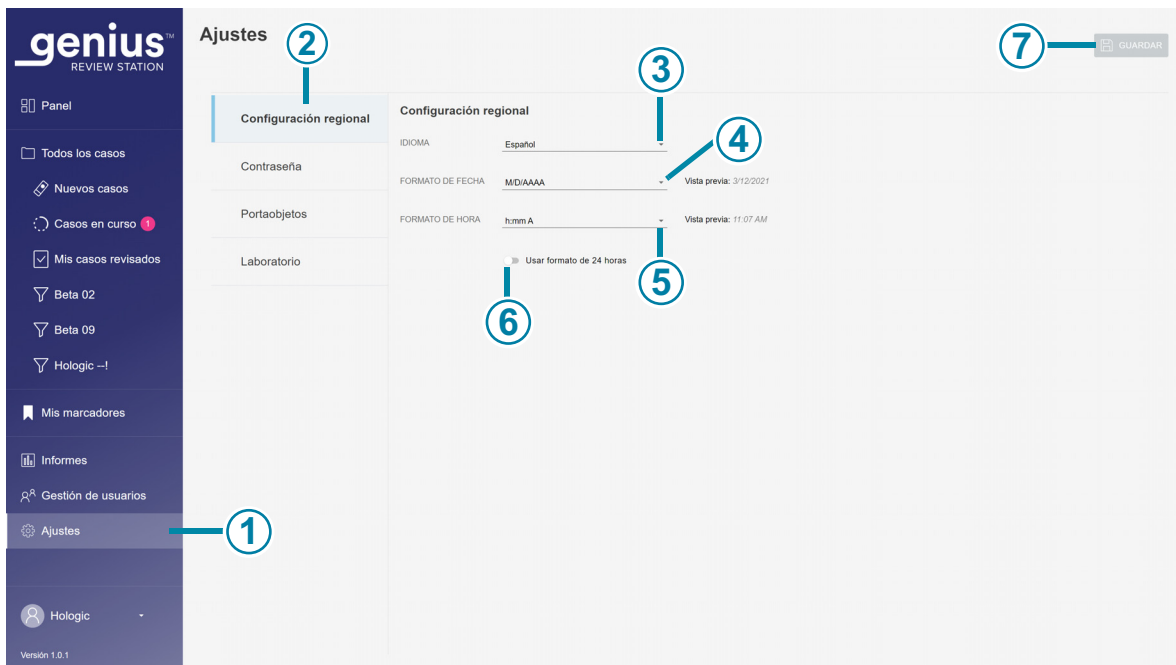 genius™
REVIEW STATION
Panel
Todos los casos
Nuevos casos
Casos en curso 1
Mis casos revisados
Beta 02
Beta 09
Hologic --!
Mis marcadores
Informes
Gestión de usuarios
Ajustes
1
Hologic
Versión 1.0.1
Ajustes
2
7
GUARDAR
Configuración regional
Contraseña
Portaobjetos
Laboratorio
Configuración regional
3
IDIOMA Español
4
FORMATO DE FECHA M/D/AAAA Vista previa: 3/12/2021
FORMATO DE HORA h:mm A Vista previa: 11:07 AM
Usar formato de 24 horas
5
6